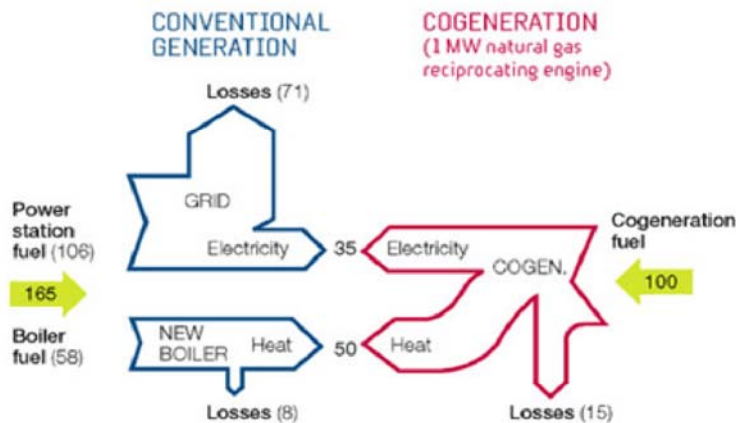 CONVENTIONAL
GENERATION
COGENERATION
(1 MW natural gas
reciprocating engine)
Losses (71)
GRID
Power
station
fuel (106)
Electricity
35
Electricity
COGEN.
Cogeneration
fuel
165
100
Boiler
fuel (58)
NEW
BOILER
Heat
50
Heat
Losses (8)
Losses (15)